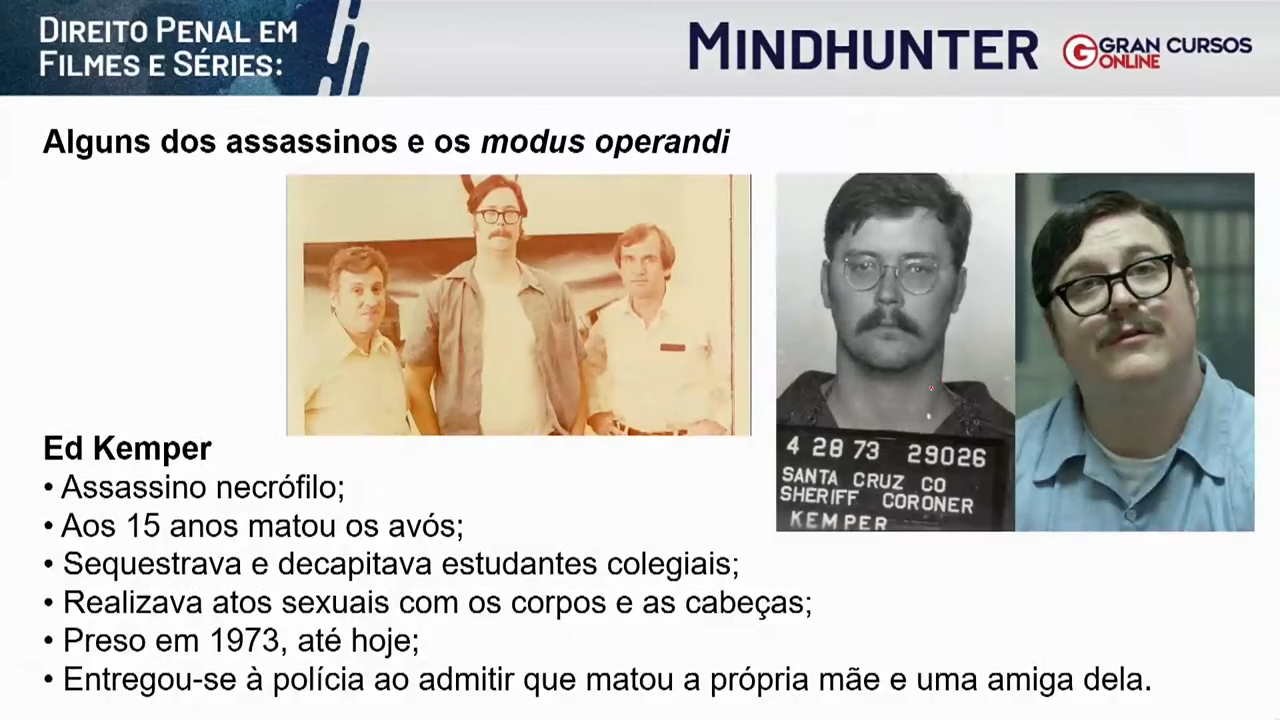 DIREITO PENAL EM
FILMES E SÉRIES:
MINDHUNTER
G GRAN CURSOS
ONLINE
Alguns dos assassinos e os modus operandi
4 28 73 29026
SANTA CRUZ CO
SHERIFF CORONER
KEMPER
Ed Kemper
• Assassino necrófilo;
• Aos 15 anos matou os avós;
• Sequestrava e decapitava estudantes colegiais;
• Realizava atos sexuais com os corpos e as cabeças;
• Preso em 1973, até hoje;
• Entregou-se à polícia ao admitir que matou a própria mãe e uma amiga dela.